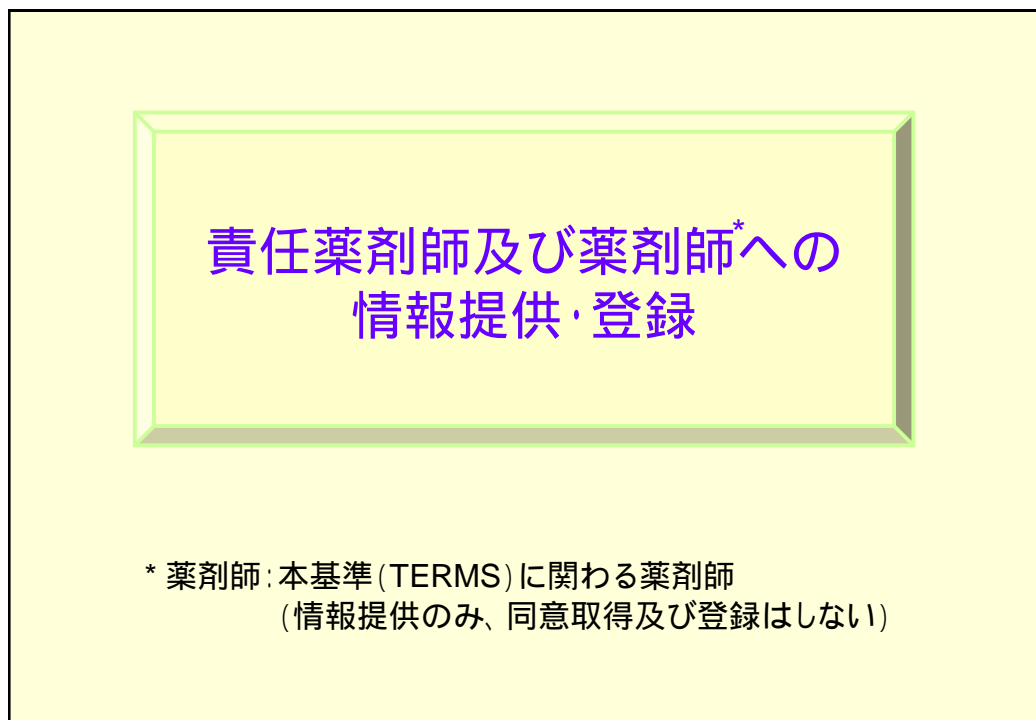 責任薬剤師及び薬剤師*への
情報提供・登録
* 薬剤師:本基準(TERMS)に関わる薬剤師
(情報提供のみ、同意取得及び登録はしない)